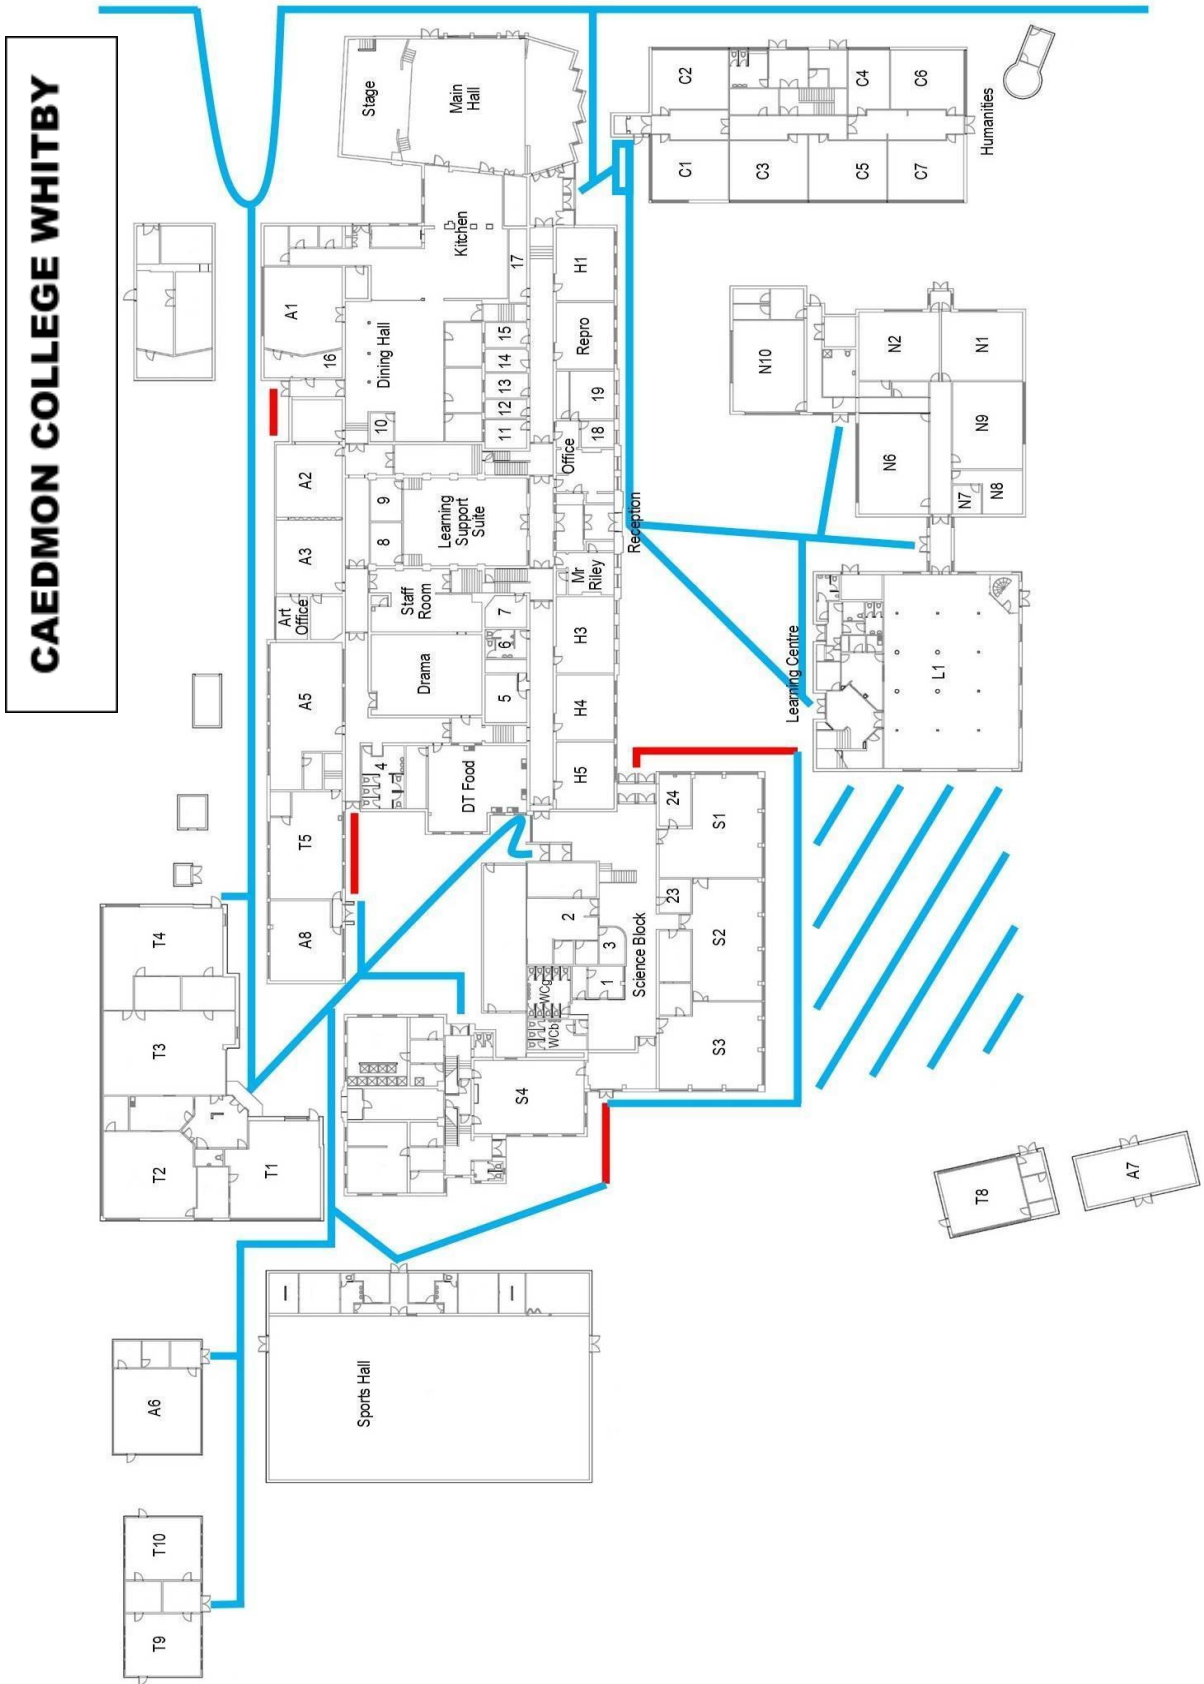 CAEDMON COLLEGE WHITBY
T9
T10
A6
Sports Hall
T2
T1
T3
T4
A8
T5
A5
Art
Office
A3
A2
16
A1
S4
WCb
WCg
1
3
2
4
DT Food
5
6
7
Drama
Staff
Room
8
9
Learning
Support
Suite
10
Dining Hall
11
12
13
14
15
17
Kitchen
Stage
Main
Hall
Science Block
S3
S2
23
S1
24
H5
H4
H3
Mr
Riley
Reception
Office
18
19
Repro
H1
Learning Centre
L1
N6
N7
N8
N9
N10
N2
N1
C1
C2
C3
C4
C5
C6
C7
Humanities
T8
A7